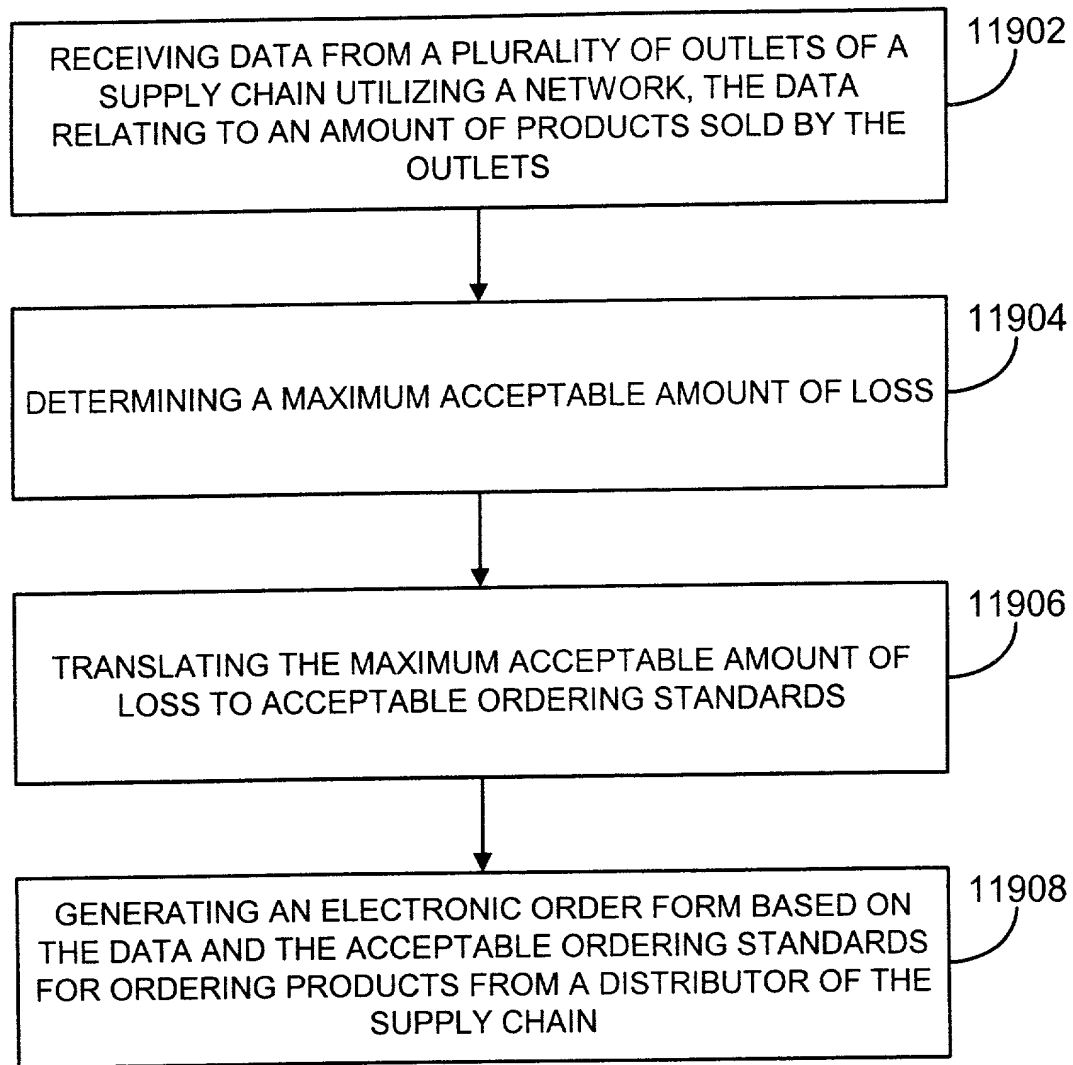 RECEIVING DATA FROM A PLURALITY OF OUTLETS OF A
SUPPLY CHAIN UTILIZING A NETWORK, THE DATA
RELATING TO AN AMOUNT OF PRODUCTS SOLD BY THE
OUTLETS
11902
DETERMINING A MAXIMUM ACCEPTABLE AMOUNT OF LOSS
11904
TRANSLATING THE MAXIMUM ACCEPTABLE AMOUNT OF
LOSS TO ACCEPTABLE ORDERING STANDARDS
11906
GENERATING AN ELECTRONIC ORDER FORM BASED ON
THE DATA AND THE ACCEPTABLE ORDERING STANDARDS
FOR ORDERING PRODUCTS FROM A DISTRIBUTOR OF THE
SUPPLY CHAIN
11908